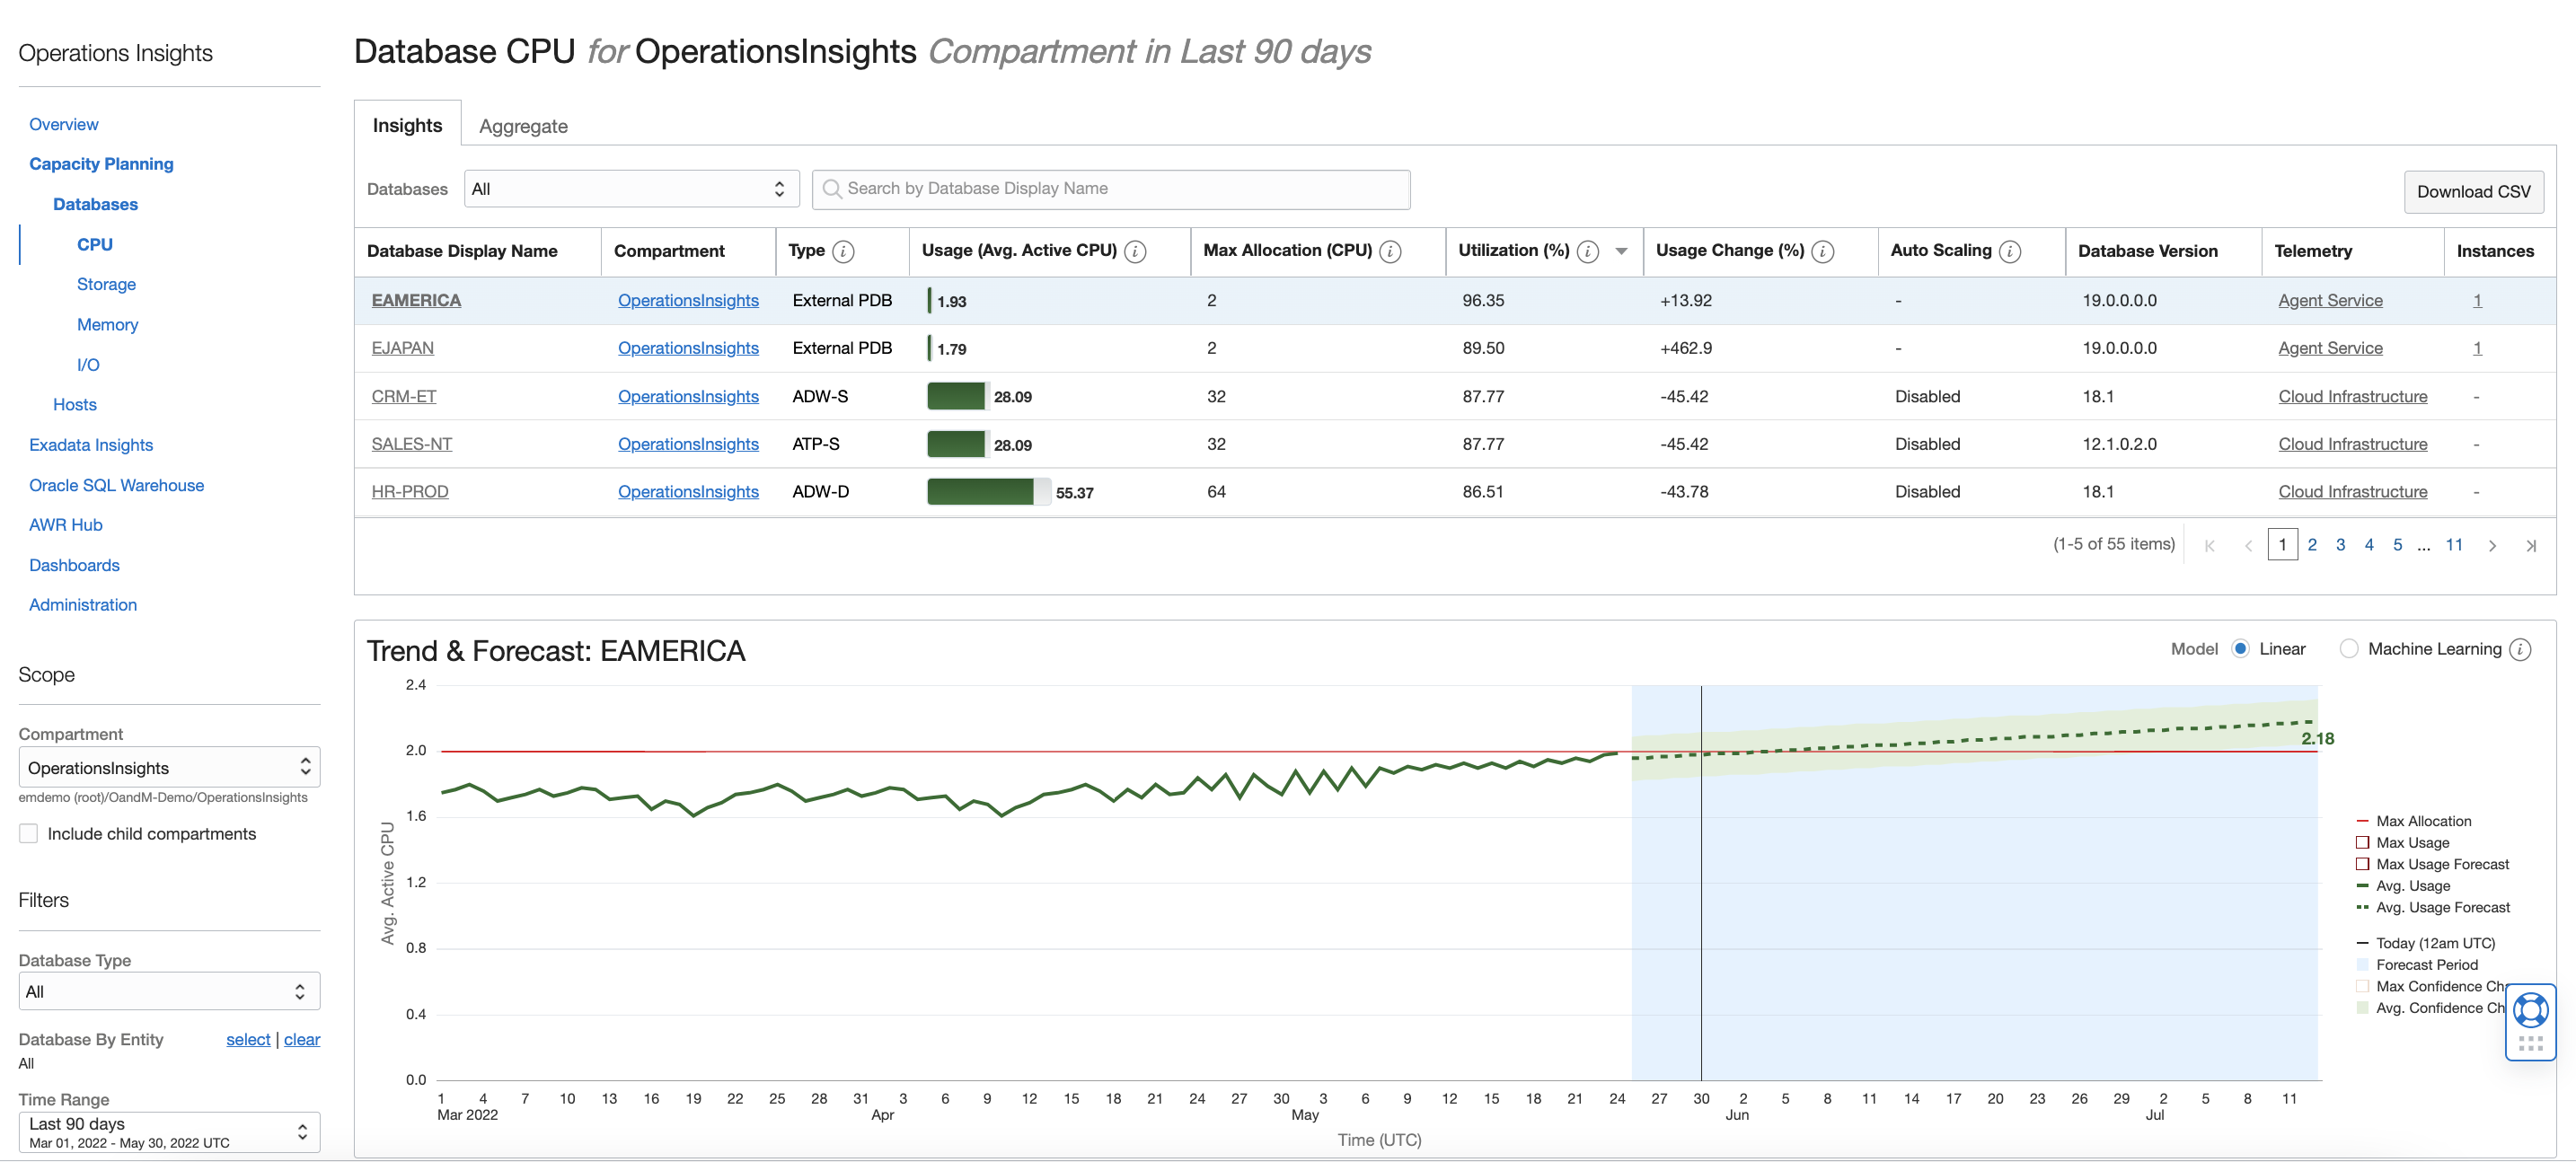 Operations Insights
Overview
Capacity Planning
Databases
CPU
Storage
Memory
I/O
Hosts
Exadata Insights
Oracle SQL Warehouse
AWR Hub
Dashboards
Administration
Scope
Compartment
OperationsInsights
emdemo (root)/OandM-Demo/OperationsInsights
Include child compartments
Filters
Database Type
All
Database By Entity select | clear
All
Time Range
Last 90 days
Mar 01, 2022 - May 30, 2022 UTC
Database CPU for OperationsInsights Compartment in Last 90 days
Insights Aggregate
Databases All Search by Database Display Name Download CSV
Database Display Name Compartment Type i Usage (Avg. Active CPU) i Max Allocation (CPU) i Utilization (%) i Usage Change (%) i Auto Scaling i Database Version Telemetry Instances
EAMERICA OperationsInsights External PDB 1.93 2 96.35 +13.92 - 19.0.0.0.0 Agent Service 1
EJAPAN OperationsInsights External PDB 1.79 2 89.50 +462.9 - 19.0.0.0.0 Agent Service 1
CRM-ET OperationsInsights ADW-S 28.09 32 87.77 -45.42 Disabled 18.1 Cloud Infrastructure -
SALES-NT OperationsInsights ATP-S 28.09 32 87.77 -45.42 Disabled 12.1.0.2.0 Cloud Infrastructure -
HR-PROD OperationsInsights ADW-D 55.37 64 86.51 -43.78 Disabled 18.1 Cloud Infrastructure -
(1-5 of 55 items) 1 2 3 4 5 ... 11
Trend & Forecast: EAMERICA
Model Linear Machine Learning i
2.4
2.0
1.6
1.2
0.8
0.4
0.0
Avg. Active CPU
2.18
1 4 7 10 13 16 19 22 25 28 31 3 6 9 12 15 18 21 24 27 30 3 6 9 12 15 18 21 24 27 30 2 5 8 11 14 17 20 23 26 29 2 5 8 11
Mar 2022 Apr May Jun Jul
Time (UTC)
Max Allocation
Max Usage
Max Usage Forecast
Avg. Usage
Avg. Usage Forecast
Today (12am UTC)
Forecast Period
Max Confidence Ch
Avg. Confidence Ch